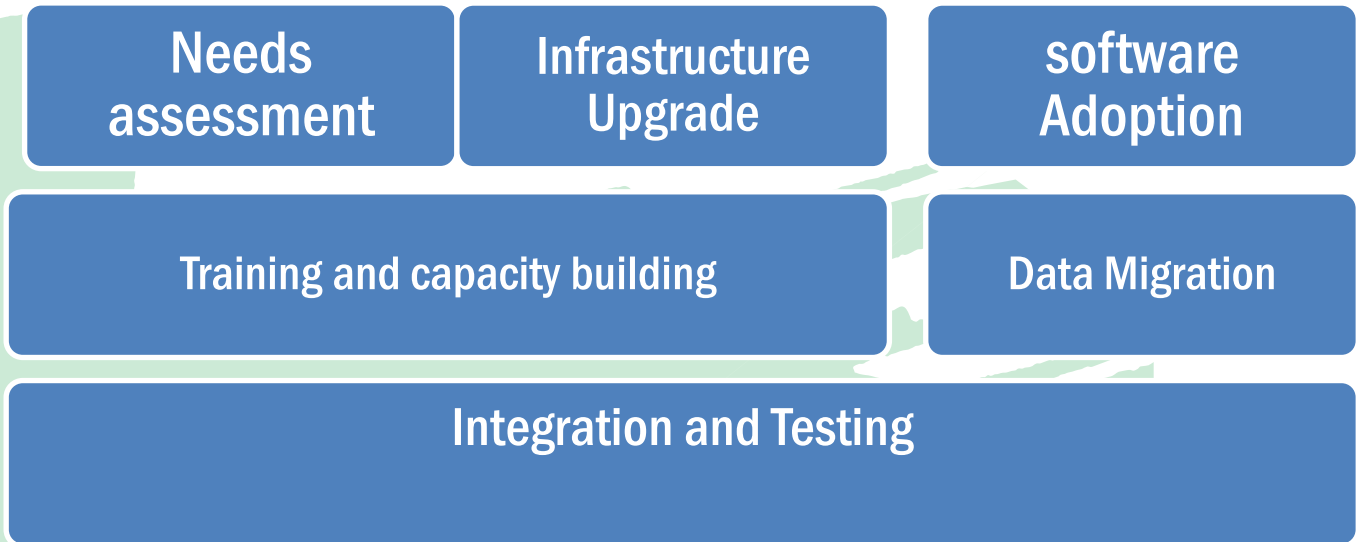 Needs
assessment
Infrastructure
Upgrade
software
Adoption
Training and capacity building
Data Migration
Integration and Testing